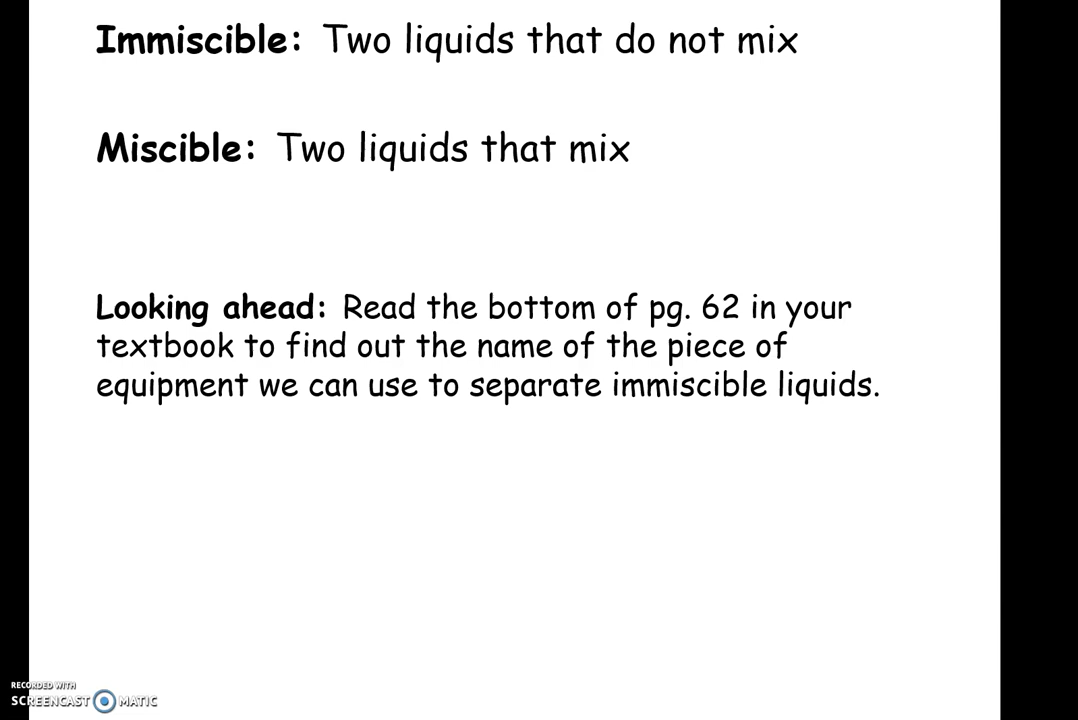 Immiscible: Two liquids that do not mix
Miscible: Two liquids that mix
Looking ahead: Read the bottom of pg. 62 in your
textbook to find out the name of the piece of
equipment we can use to separate immiscible liquids.
RECORDED WITH
SCREENCAST MATIC